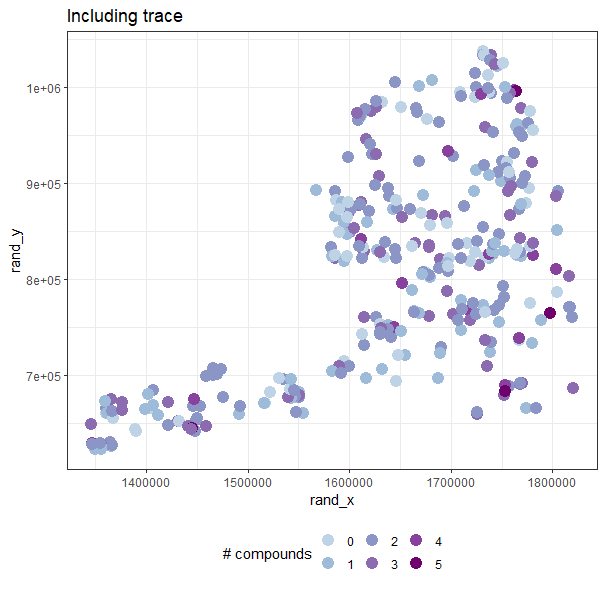 Including trace
1e+06
9e+05
8e+05
7e+05
rand_y
1400000 1500000 1600000 1700000 1800000
rand_x
# compounds
0 2 4
1 3 5